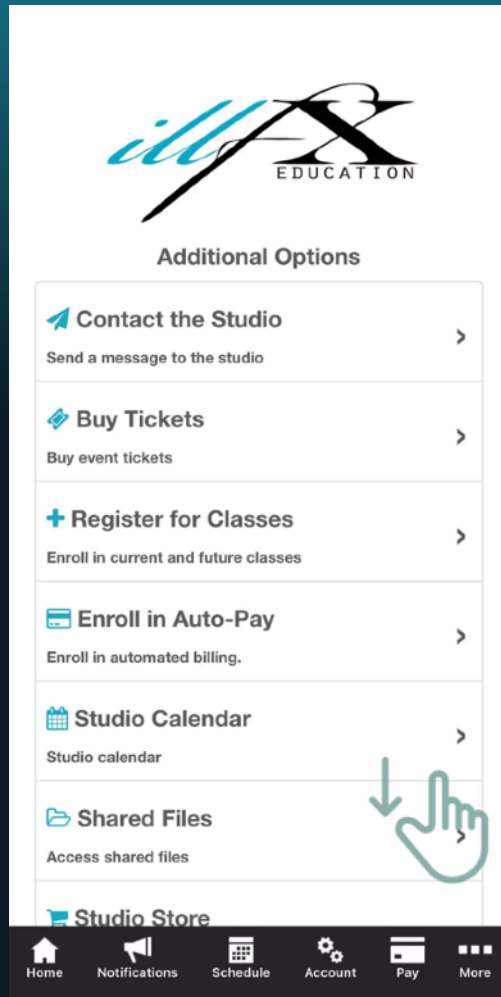 illfX
EDUCATION
Additional Options
Contact the Studio
Send a message to the studio
Buy Tickets
Buy event tickets
Register for Classes
Enroll in current and future classes
Enroll in Auto-Pay
Enroll in automated billing.
Studio Calendar
Studio calendar
Shared Files
Access shared files
Studio Store
Home Notifications Schedule Account Pay More